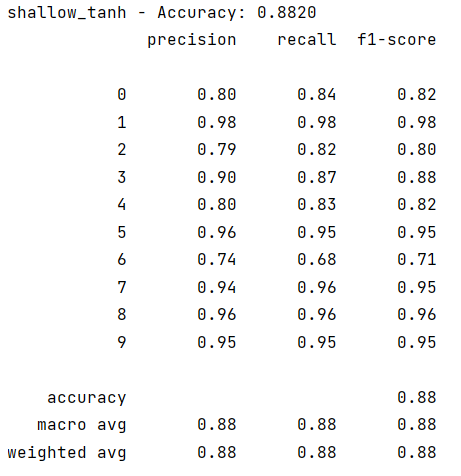 shallow_tanh - Accuracy: 0.8820
precision recall f1-score
0 0.80 0.84 0.82
1 0.98 0.98 0.98
2 0.79 0.82 0.80
3 0.90 0.87 0.88
4 0.80 0.83 0.82
5 0.96 0.95 0.95
6 0.74 0.68 0.71
7 0.94 0.96 0.95
8 0.96 0.96 0.96
9 0.95 0.95 0.95
accuracy 0.88
macro avg 0.88 0.88 0.88
weighted avg 0.88 0.88 0.88